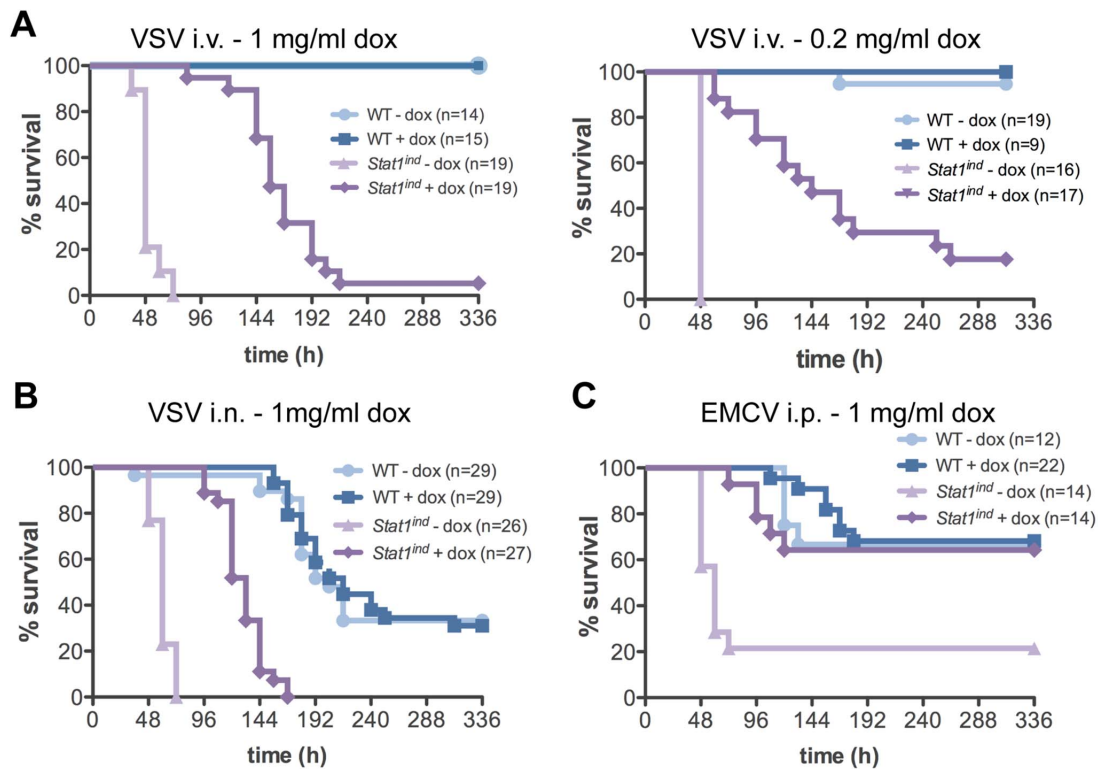 A
VSV i.v. - 1 mg/ml dox
% survival
100
80
60
40
20
0
0 48 96 144 192 240 288 336
time (h)
WT - dox (n=14)
WT + dox (n=15)
Stat1ind - dox (n=19)
Stat1ind + dox (n=19)
VSV i.v. - 0.2 mg/ml dox
% survival
100
80
60
40
20
0
0 48 96 144 192 240 288 336
time (h)
WT - dox (n=19)
WT + dox (n=9)
Stat1ind - dox (n=16)
Stat1ind + dox (n=17)
B
VSV i.n. - 1mg/ml dox
% survival
100
80
60
40
20
0
0 48 96 144 192 240 288 336
time (h)
WT - dox (n=29)
WT + dox (n=29)
Stat1ind - dox (n=26)
Stat1ind + dox (n=27)
C
EMCV i.p. - 1 mg/ml dox
% survival
100
80
60
40
20
0
0 48 96 144 192 240 288 336
time (h)
WT - dox (n=12)
WT + dox (n=22)
Stat1ind - dox (n=14)
Stat1ind + dox (n=14)